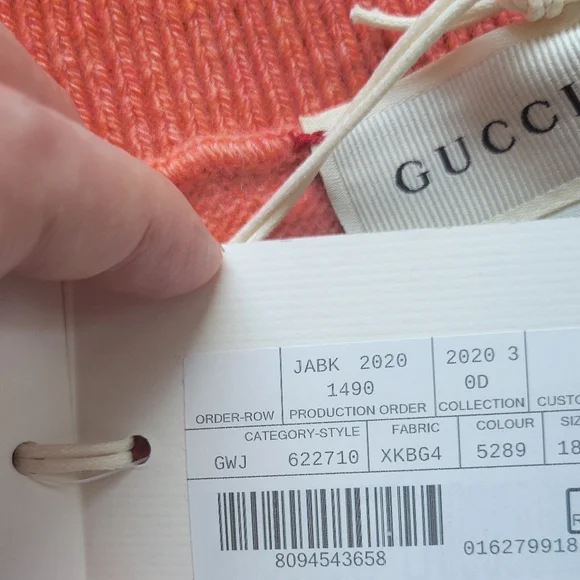 GUCCI
JABK 2020 2020 3
1490 0D
ORDER-ROW PRODUCTION ORDER COLLECTION
CATEGORY-STYLE FABRIC COLOUR
GWJ 622710 XKBG4 5289 18
8094543658 016279918